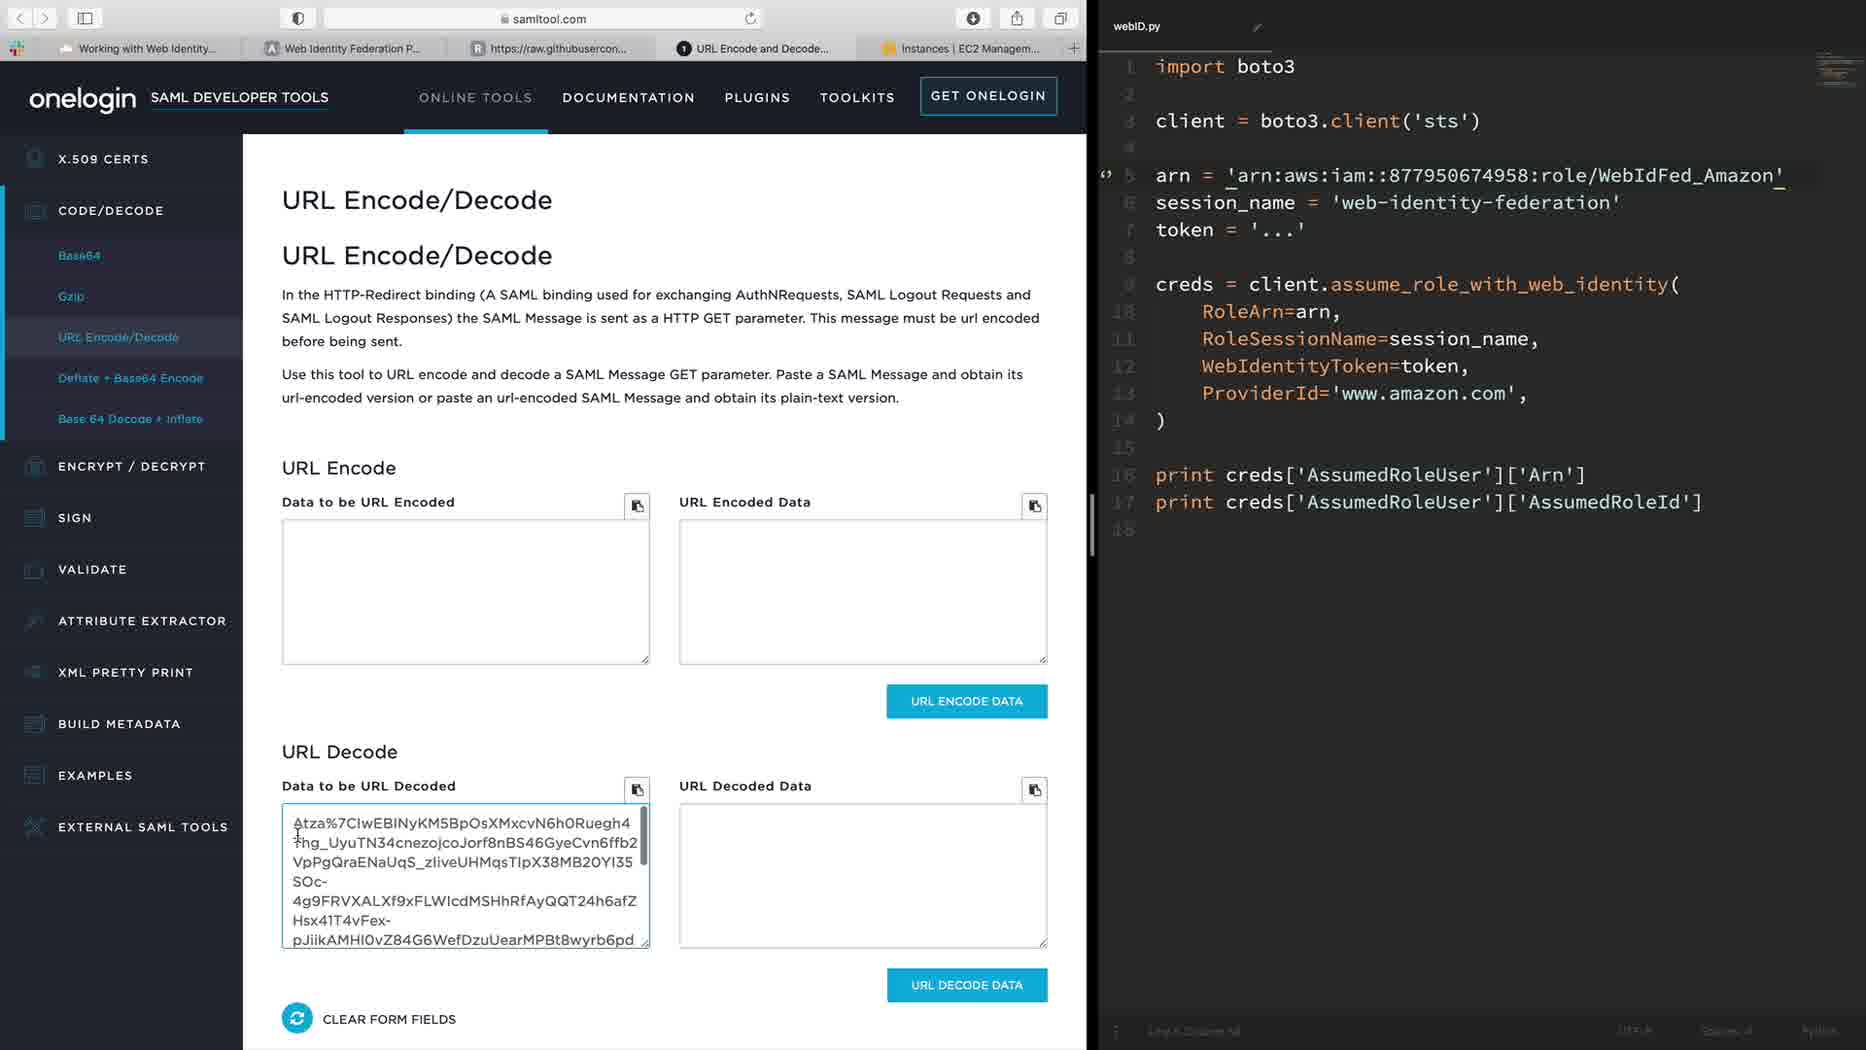 samltool.com
Working with Web Identity...
Web Identity Federation P...
https://raw.githubusercon...
URL Encode and Decode...
Instances | EC2 Managem...
onelogin SAML DEVELOPER TOOLS
ONLINE TOOLS
DOCUMENTATION
PLUGINS
TOOLKITS
GET ONELOGIN
X.509 CERTS
CODE/DECODE
Base64
Gzip
URL Encode/Decode
Deflate + Base64 Encode
Base 64 Decode + Inflate
ENCRYPT / DECRYPT
SIGN
VALIDATE
ATTRIBUTE EXTRACTOR
XML PRETTY PRINT
BUILD METADATA
EXAMPLES
EXTERNAL SAML TOOLS
URL Encode/Decode
URL Encode/Decode
In the HTTP-Redirect binding (A SAML binding used for exchanging AuthNRequests, SAML Logout Requests and
SAML Logout Responses) the SAML Message is sent as a HTTP GET parameter. This message must be url encoded
before being sent.
Use this tool to URL encode and decode a SAML Message GET parameter. Paste a SAML Message and obtain its
url-encoded version or paste an url-encoded SAML Message and obtain its plain-text version.
URL Encode
Data to be URL Encoded
URL Encoded Data
URL ENCODE DATA
URL Decode
Data to be URL Decoded
URL Decoded Data
Atza%7CIwEBINyKM5BpOsXMxcvN6h0Ruegh4
hg_UyuTN34cnezojcoJorf8nBS46GyeCvn6ffb2
VpPgQraENaUqS_zIiveUHMqsTIpX38MB20YI35
SOc-
4g9FRVXALXf9xFLWIcdMSHhRfAyQQT24h6afZ
Hsx41T4vFex-
pJiikAMHI0vZ84G6WefDzuUearMPBt8wyrb6pd
URL DECODE DATA
CLEAR FORM FIELDS
webID.py
1 import boto3
2
3 client = boto3.client('sts')
4
5 arn = 'arn:aws:iam::877950674958:role/WebIdFed_Amazon'
6 session_name = 'web-identity-federation'
7 token = '...'
8
9 creds = client.assume_role_with_web_identity(
10 RoleArn=arn,
11 RoleSessionName=session_name,
12 WebIdentityToken=token,
13 ProviderId='www.amazon.com',
14 )
15
16 print creds['AssumedRoleUser']['Arn']
17 print creds['AssumedRoleUser']['AssumedRoleId']
18
UTF-8
Python